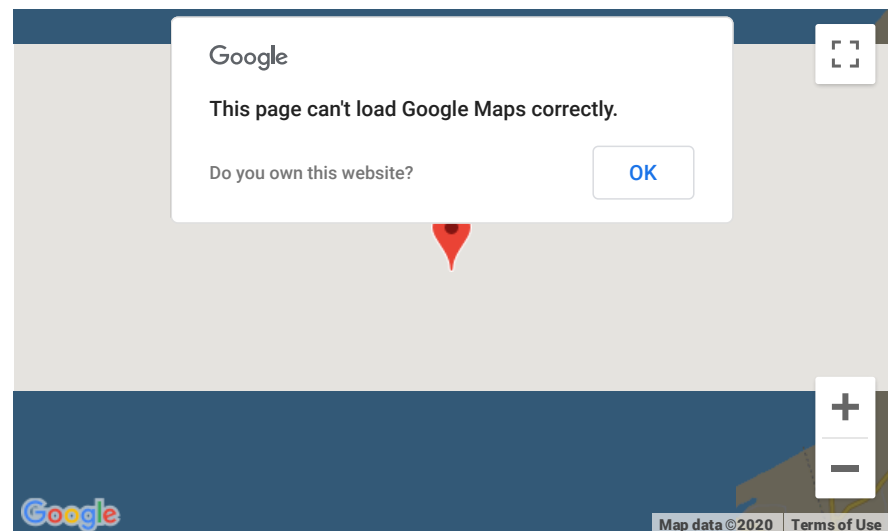 Google
This page can't load Google Maps correctly.
Do you own this website?
OK
Google
Map data ©2020
Terms of Use